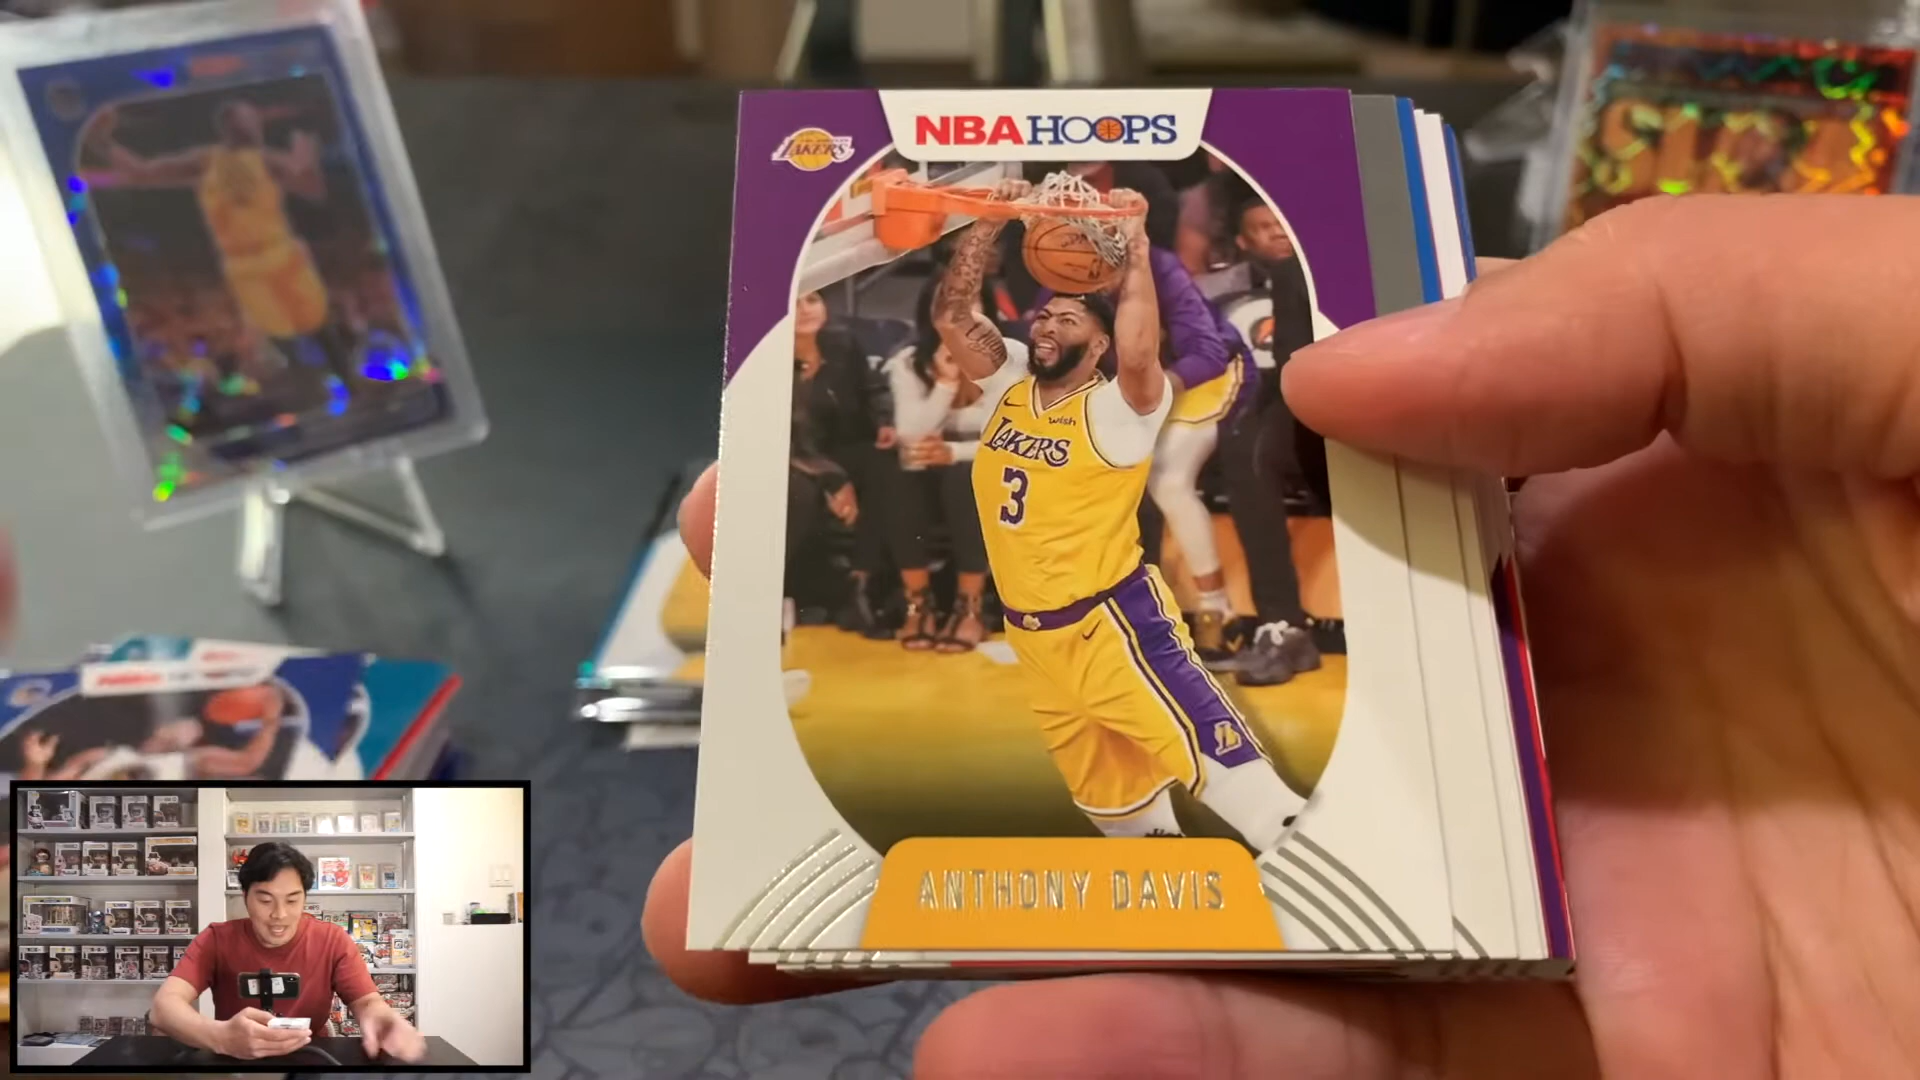 NBA HOOPS
LAKERS
wish
LAKERS
3
ANTHONY DAVIS